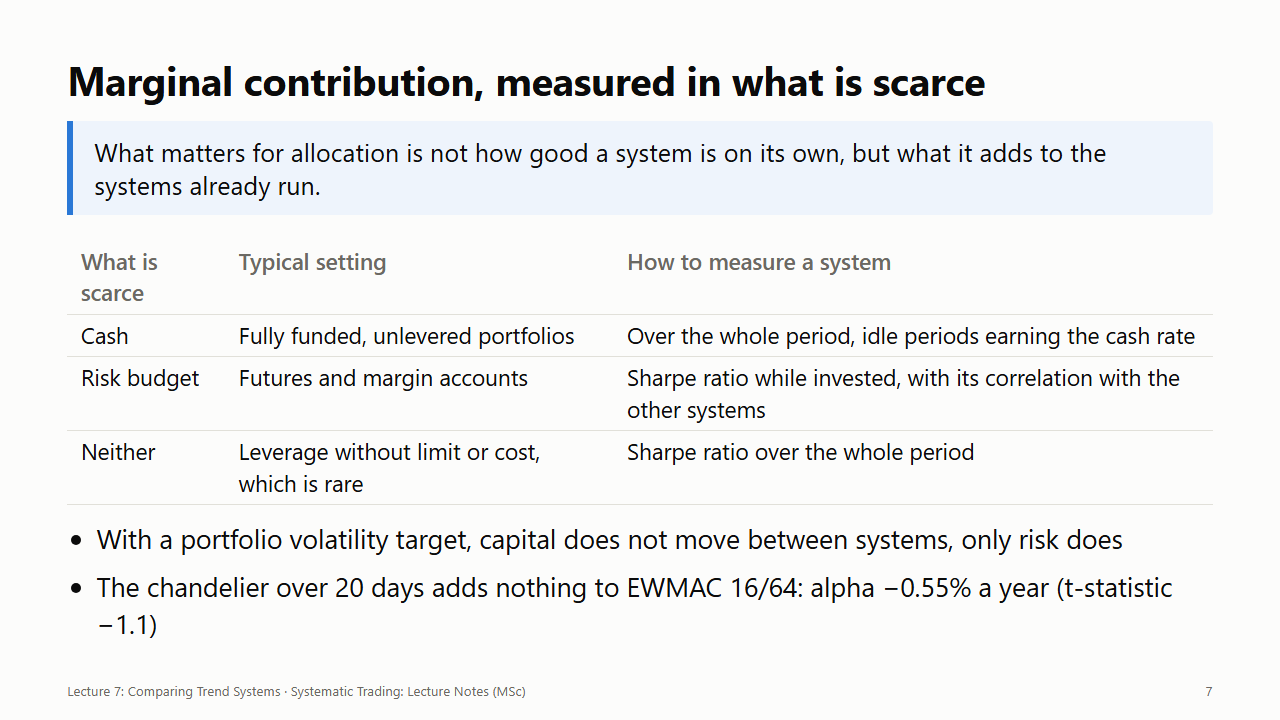 Marginal contribution, measured in what is scarce
What matters for allocation is not how good a system is on its own, but what it adds to the
systems already run.
What is
scarce
Typical setting
How to measure a system
Cash
Fully funded, unlevered portfolios
Over the whole period, idle periods earning the cash rate
Risk budget
Futures and margin accounts
Sharpe ratio while invested, with its correlation with the
other systems
Neither
Leverage without limit or cost,
which is rare
Sharpe ratio over the whole period
• With a portfolio volatility target, capital does not move between systems, only risk does
• The chandelier over 20 days adds nothing to EWMAC 16/64: alpha −0.55% a year (t-statistic
−1.1)
Lecture 7: Comparing Trend Systems · Systematic Trading: Lecture Notes (MSc)
7